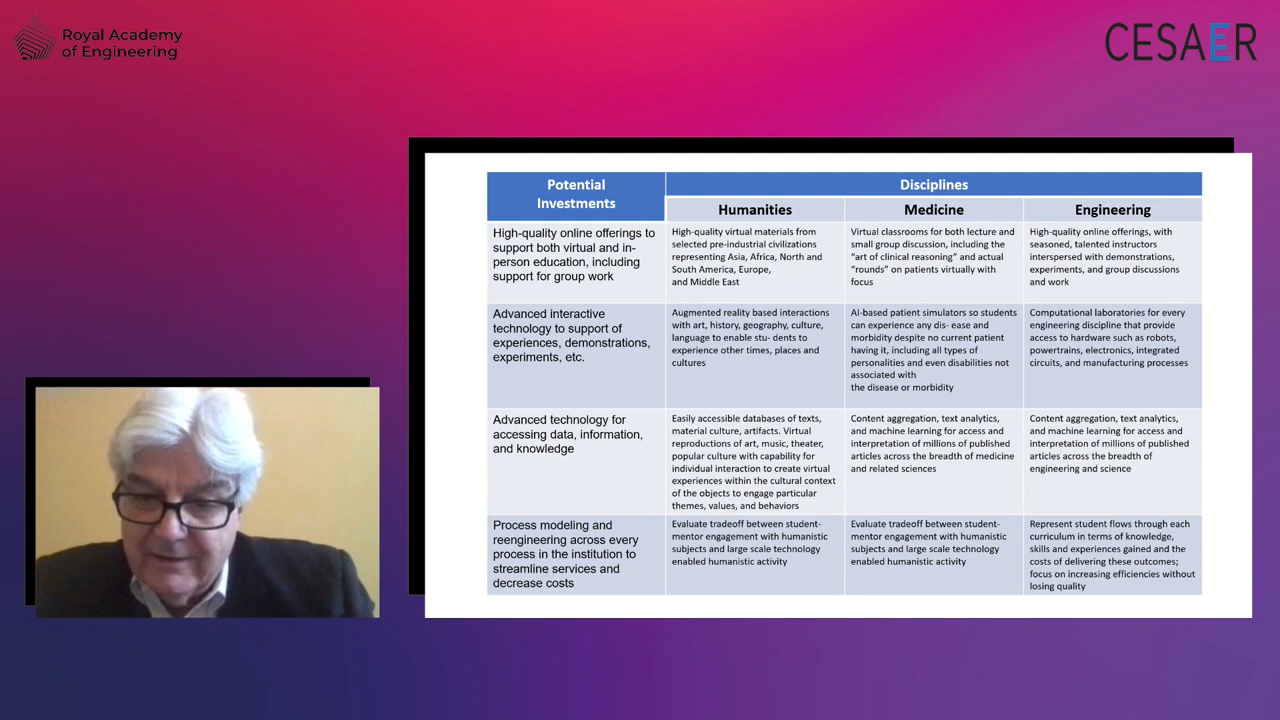 Royal Academy
of Engineering
CESAER
Potential
Investments
Disciplines
Humanities
Medicine
Engineering
High-quality online offerings to
support both virtual and in-
person education, including
support for group work
High-quality virtual materials from
selected pre-industrial civilizations
representing Asia, Africa, North and
South America, Europe,
and Middle East
Virtual classrooms for both lecture and
small group discussion, including the
“art of clinical reasoning” and actual
“rounds” on patients virtually with
focus
High-quality online offerings, with
seasoned, talented instructors
interspersed with demonstrations,
experiments, and group discussions
and work
Advanced interactive
technology to support of
experiences, demonstrations,
experiments, etc.
Augmented reality based interactions
with art, history, geography, culture,
language to enable stu- dents to
experience other times, places and
cultures
AI-based patient simulators so students
can experience any dis- ease and
morbidity despite no current patient
having it, including all types of
personalities and even disabilities not
associated with
the disease or morbidity
Computational laboratories for every
engineering discipline that provide
access to hardware such as robots,
powertrains, electronics, integrated
circuits, and manufacturing processes
Advanced technology for
accessing data, information,
and knowledge
Easily accessible databases of texts,
material culture, artifacts. Virtual
reproductions of art, music, theater,
popular culture with capability for
individual interaction to create virtual
experiences within the cultural context
of the objects to engage particular
themes, values, and behaviors
Content aggregation, text analytics,
and machine learning for access and
interpretation of millions of published
articles across the breadth of medicine
and related sciences
Content aggregation, text analytics,
and machine learning for access and
interpretation of millions of published
articles across the breadth of
engineering and science
Process modeling and
reengineering across every
process in the institution to
streamline services and
decrease costs
Evaluate tradeoff between student-
mentor engagement with humanistic
subjects and large scale technology
enabled humanistic activity
Evaluate tradeoff between student-
mentor engagement with humanistic
subjects and large scale technology
enabled humanistic activity
Represent student flows through each
curriculum in terms of knowledge,
skills and experiences gained and the
costs of delivering these outcomes;
focus on increasing efficiencies without
losing quality